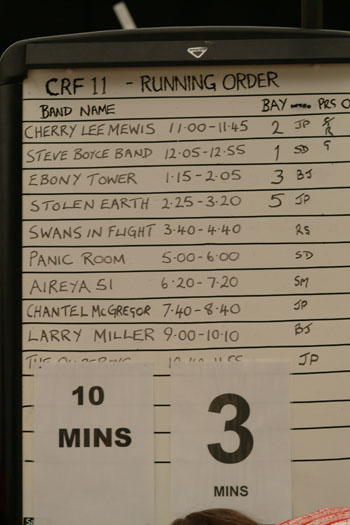 CRF 11 - RUNNING ORDER
BAND NAME BAY PRS
CHERRY LEE MEWIS 11·00-11·45 2 JP
STEVE BOYCE BAND 12·05-12·55 1 SD
EBONY TOWER 1·15-2·05 3 BJ
STOLEN EARTH 2·25-3·20 5 JP
SWANS IN FLIGHT 3·40-4·40 RS
PANIC ROOM 5·00-6·00 SD
AIREYA 51 6·20-7·20 SM
CHANTEL McGREGOR 7·40-8·40 JP
LARRY MILLER 9·00-10·10 BJ
JP
10
MINS
3
MINS